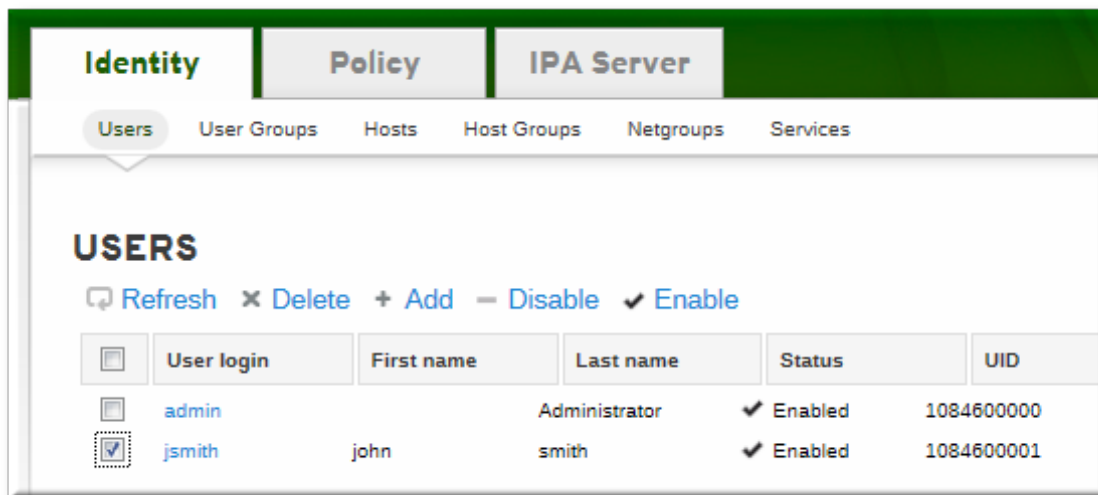 Identity Policy IPA Server
Users User Groups Hosts Host Groups Netgroups Services
USERS
Refresh Delete Add Disable Enable
User login First name Last name Status UID
admin Administrator Enabled 1084600000
jsmith john smith Enabled 1084600001